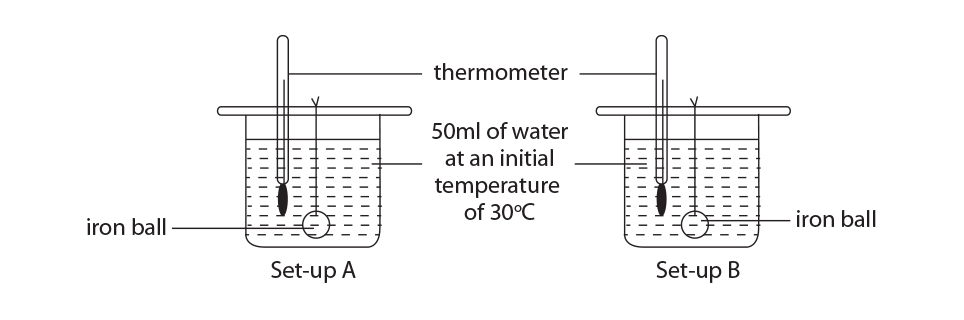 thermometer
50ml of water
at an initial
temperature
of 30ºC
iron ball
iron ball
Set-up A
Set-up B